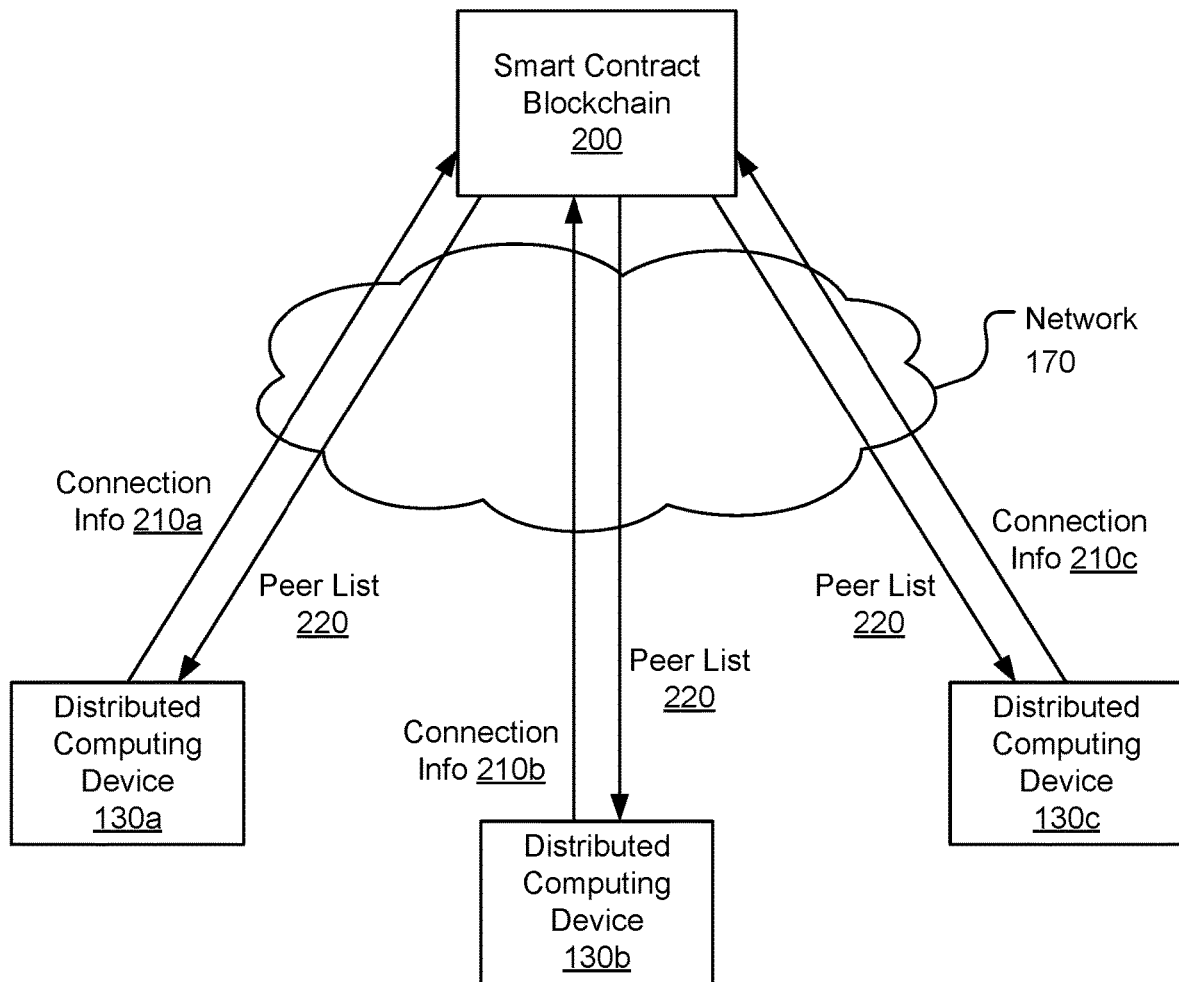 Smart Contract
Blockchain
200
Network
170
Connection
Info 210a
Peer List
220
Connection
Info 210c
Peer List
220
Peer List
220
Connection
Info 210b
Distributed
Computing
Device
130a
Distributed
Computing
Device
130b
Distributed
Computing
Device
130c